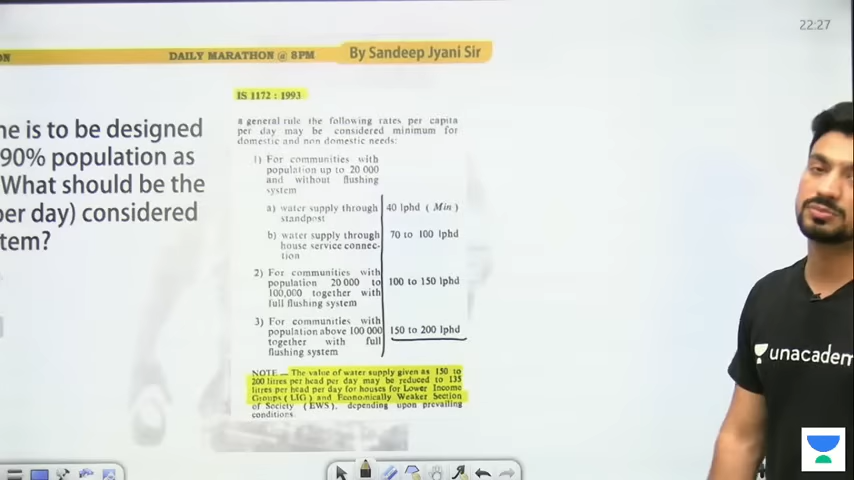 22:27
ON
DAILY MARATHON @ 8PM
By Sandeep Jyani Sir
IS 1172 : 1993
ne is to be designed
90% population as
What should be the
per day) considered
tem?
a general rule the following rates per capita
per day may be considered minimum for
domestic and non domestic needs:
1) For communities with
population up to 20 000
and without flushing
system
a) water supply through
standpost
40 lphd ( Min )
b) water supply through
house service connec-
tion
70 to 100 lphd
2) For communities with
population 20 000 to
100,000 together with
full flushing system
100 to 150 lphd
3) For communities with
population above 100 000
together with full
flushing system
150 to 200 lphd
NOTE — The value of water supply given as 150 to
200 litres per head per day may be reduced to 135
litres per head per day for houses for Lower Income
Groups ( LIG ) and Economically Weaker Section
of Society ( EWS ), depending upon prevailing
conditions
unacadem